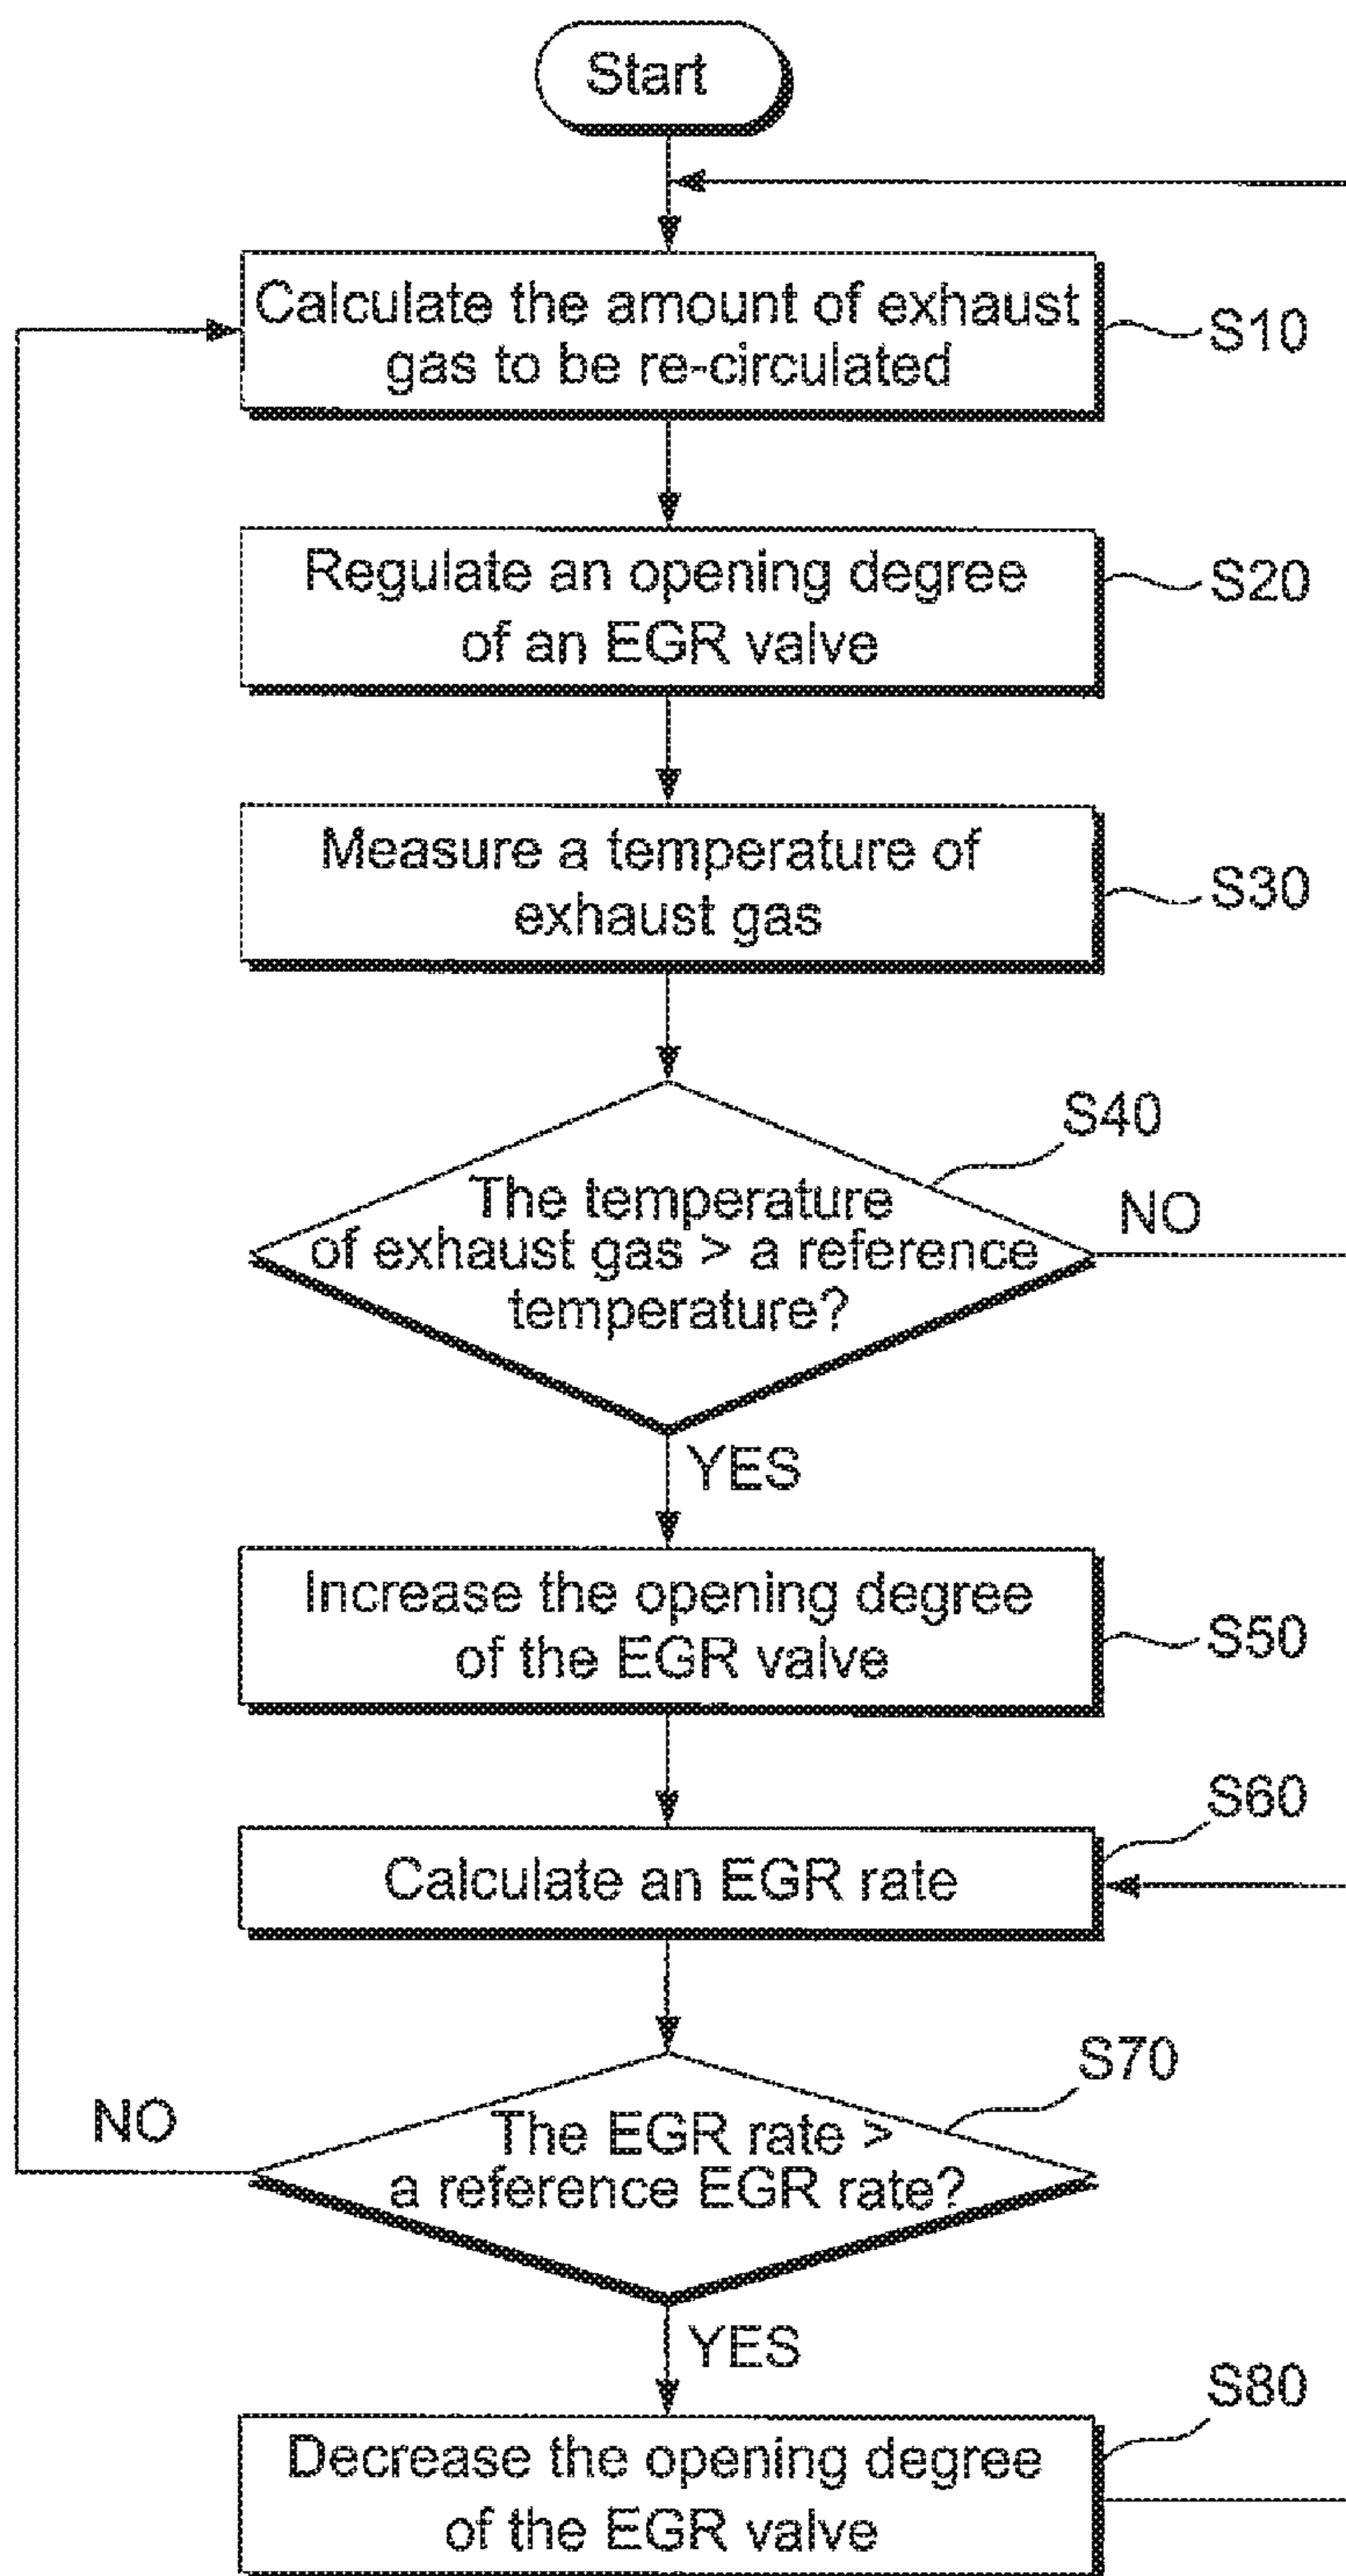 Start
Calculate the amount of exhaust
gas to be re-circulated
S10
Regulate an opening degree
of an EGR valve
S20
Measure a temperature of
exhaust gas
S30
S40
The temperature
of exhaust gas > a reference
temperature?
NO
YES
Increase the opening degree
of the EGR valve
S50
S60
Calculate an EGR rate
S70
NO
The EGR rate >
a reference EGR rate?
YES
S80
Decrease the opening degree
of the EGR valve